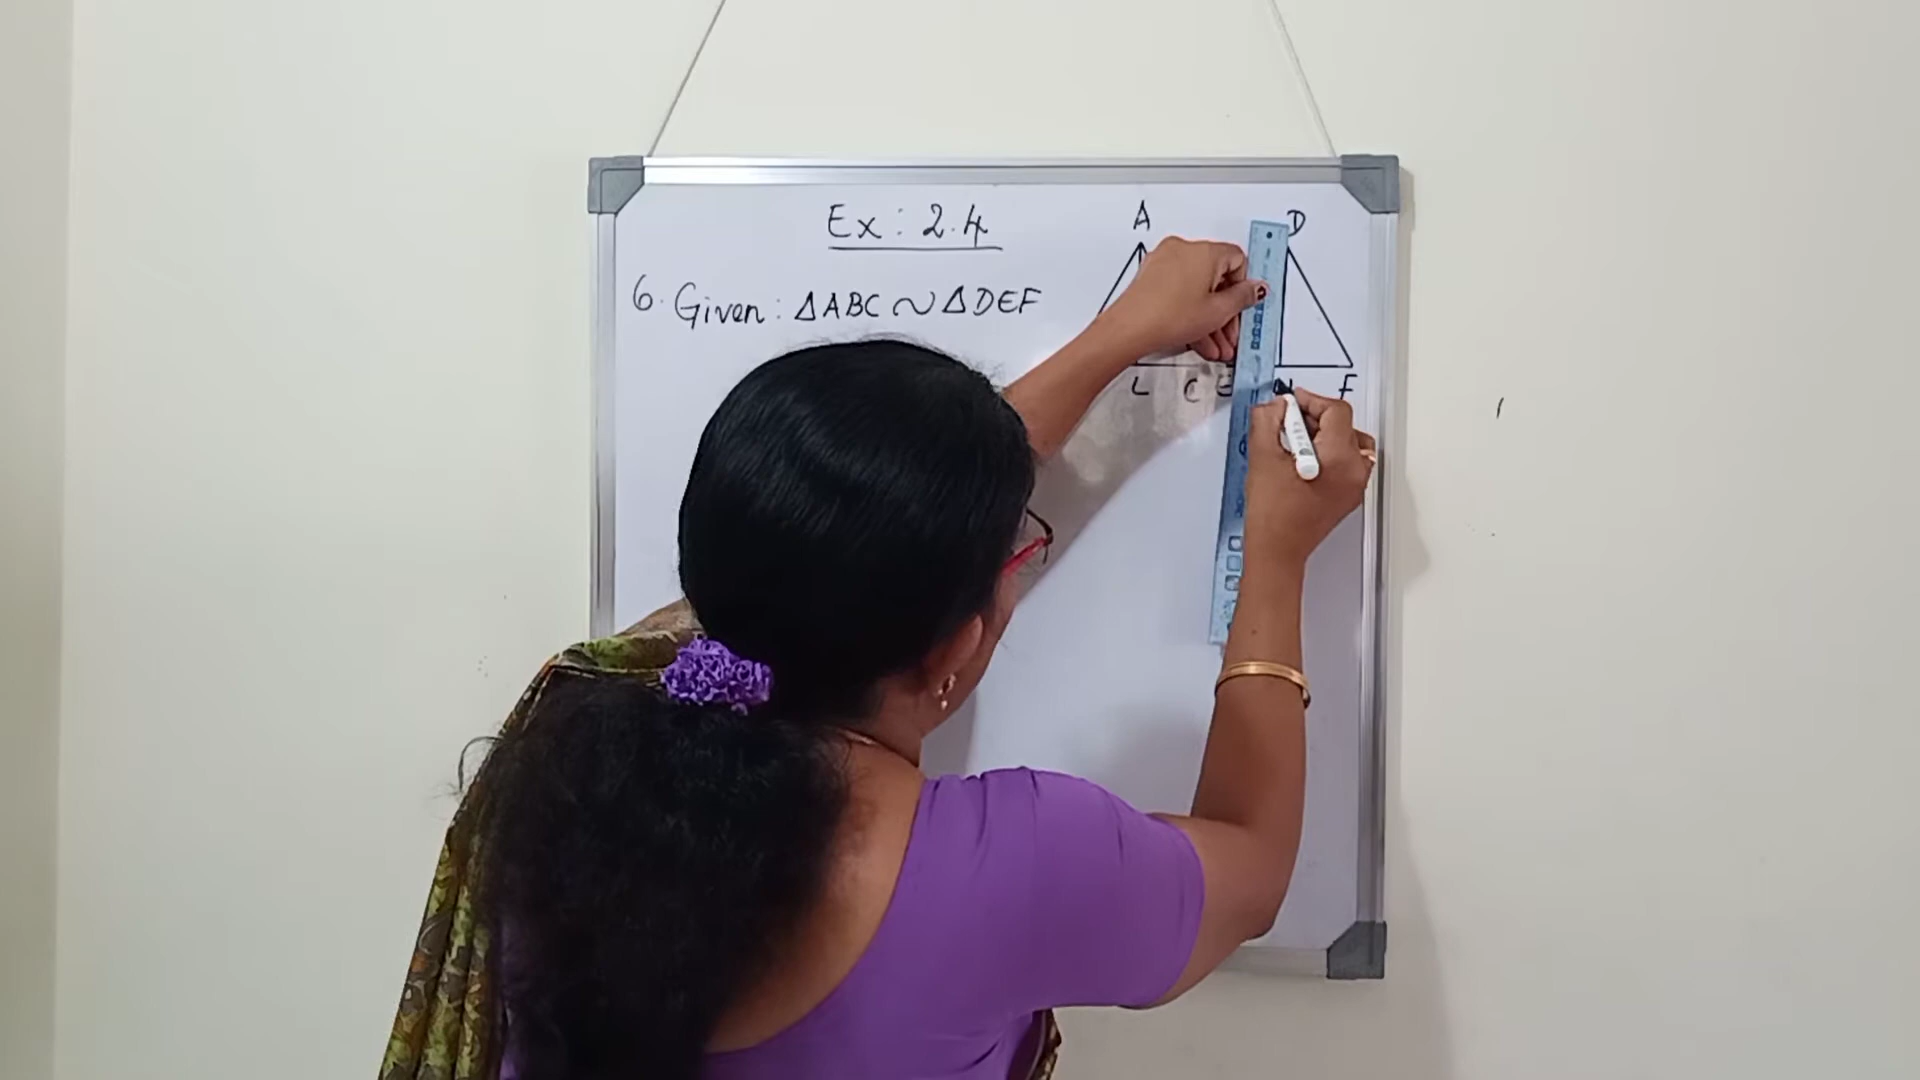 Ex: 2.4
A D
6. Given: ΔABC ~ ΔDEF
L C E F